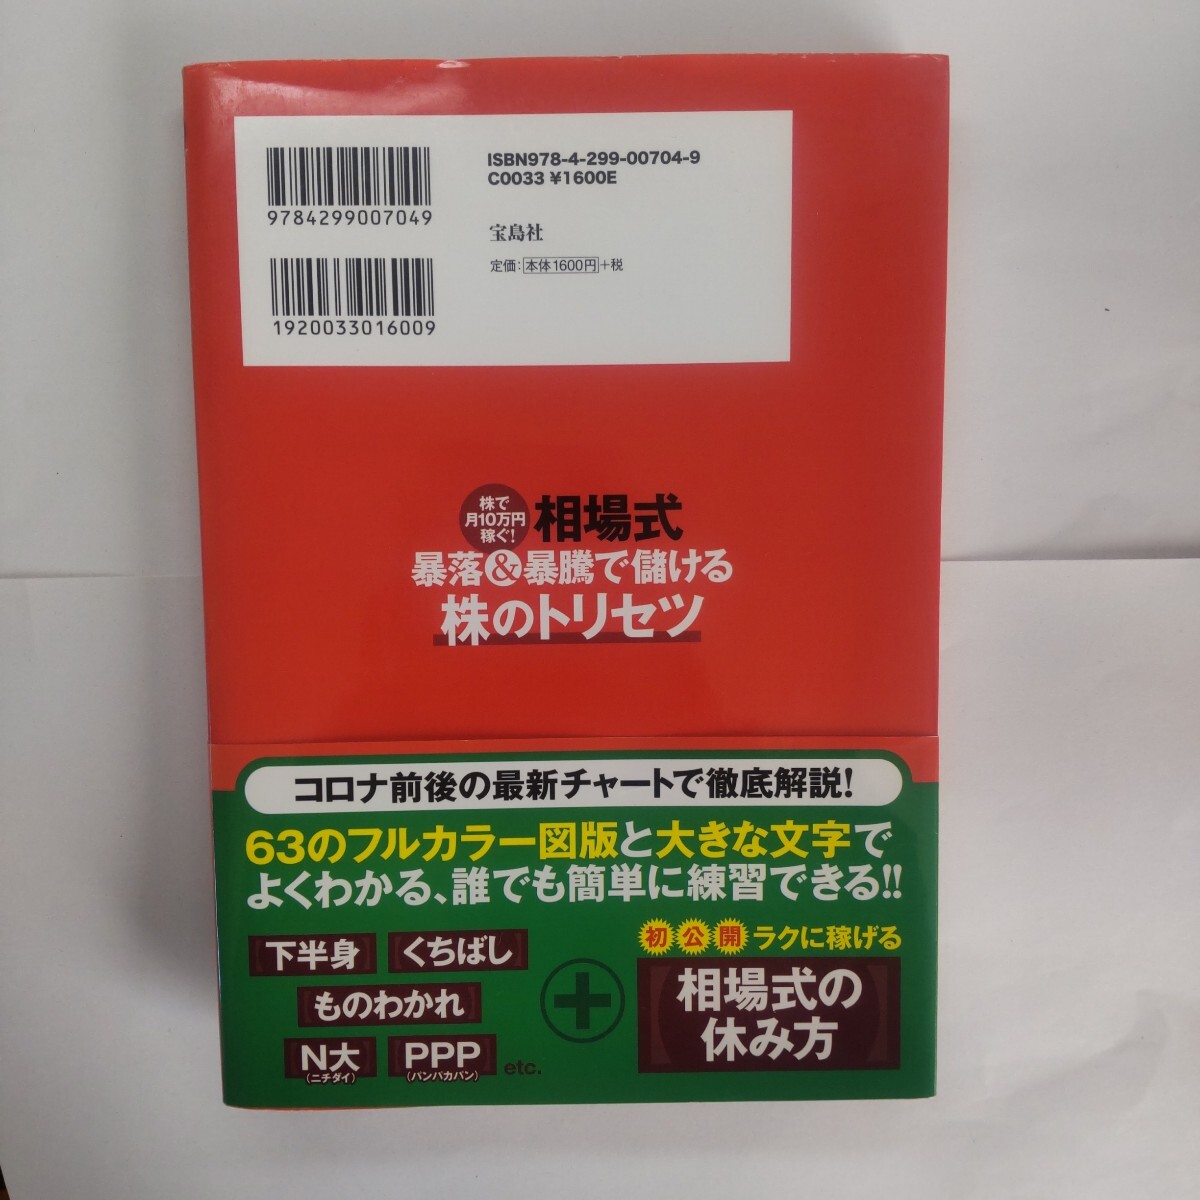 ISBN978-4-299-00704-9
C0033 ¥1600E
9784299007049
宝島社
定価：本体1600円+税
1920033016009
株で
月10万円
稼ぐ！
相場式
暴落&暴騰で儲ける
株のトリセツ
コロナ前後の最新チャートで徹底解説！
63のフルカラー図版と大きな文字で
よくわかる、誰でも簡単に練習できる!!
下半身 くちばし
ものわかれ
N大 PPP etc.
(ニチダイ) (パンパカパン)
+
初公開 ラクに稼げる
【相場式の
休み方】